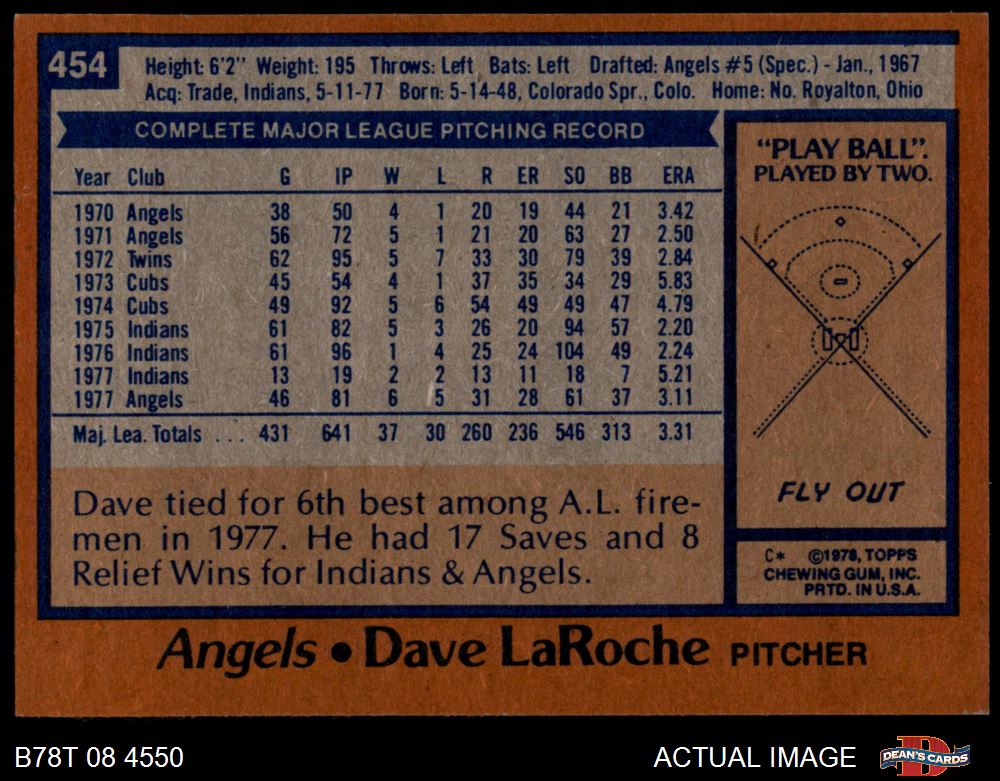 454
Height: 6'2" Weight: 195 Throws: Left Bats: Left Drafted: Angels #5 (Spec.) - Jan., 1967
Acq: Trade, Indians, 5-11-77 Born: 5-14-48, Colorado Spr., Colo. Home: No. Royalton, Ohio
COMPLETE MAJOR LEAGUE PITCHING RECORD
Year Club G IP W L R ER SO BB ERA
1970 Angels 38 50 4 1 20 19 44 21 3.42
1971 Angels 56 72 5 1 21 20 63 27 2.50
1972 Twins 62 95 5 7 33 30 79 39 2.84
1973 Cubs 45 54 4 1 37 35 34 29 5.83
1974 Cubs 49 92 5 6 54 49 49 47 4.79
1975 Indians 61 82 5 3 26 20 94 57 2.20
1976 Indians 61 96 1 4 25 24 104 49 2.24
1977 Indians 13 19 2 2 13 11 18 7 5.21
1977 Angels 46 81 6 5 31 28 61 37 3.11
Maj. Lea. Totals ... 431 641 37 30 260 236 546 313 3.31
Dave tied for 6th best among A.L. fire-
men in 1977. He had 17 Saves and 8
Relief Wins for Indians & Angels.
"PLAY BALL".
PLAYED BY TWO.
FLY OUT
C* ©1978, TOPPS
CHEWING GUM, INC.
PRTD. IN U.S.A.
Angels • Dave LaRoche PITCHER
B78T 08 4550
ACTUAL IMAGE
DEAN'S CARDS